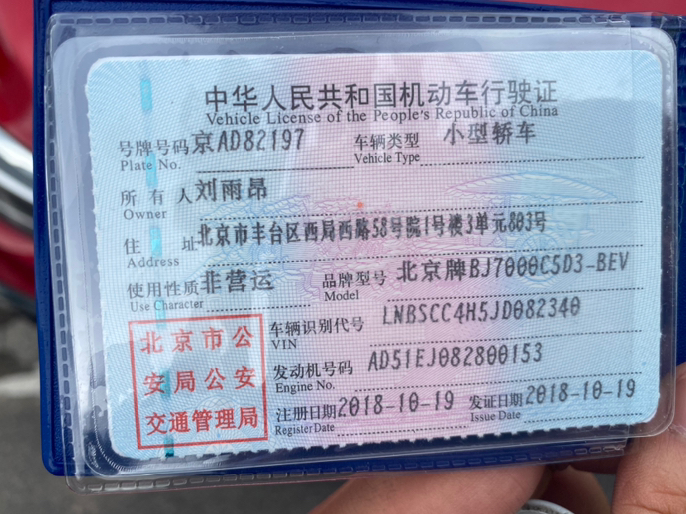 中华人民共和国机动车行驶证
Vehicle License of the People's Republic of China
号牌号码 京AD82197 车辆类型 小型轿车
Plate No. Vehicle Type
所有人 刘雨昂
Owner
住址 北京市丰台区西局西路58号院1号楼3单元803号
Address
使用性质 非营运 品牌型号 北京牌BJ7000C5D3-BEV
Use Character Model
北京市公安局公安交通管理局
车辆识别代号 LNBSCC4H5JD082340
VIN
发动机号码 AD51EJ082800153
Engine No.
注册日期 2018-10-19 发证日期 2018-10-19
Register Date Issue Date